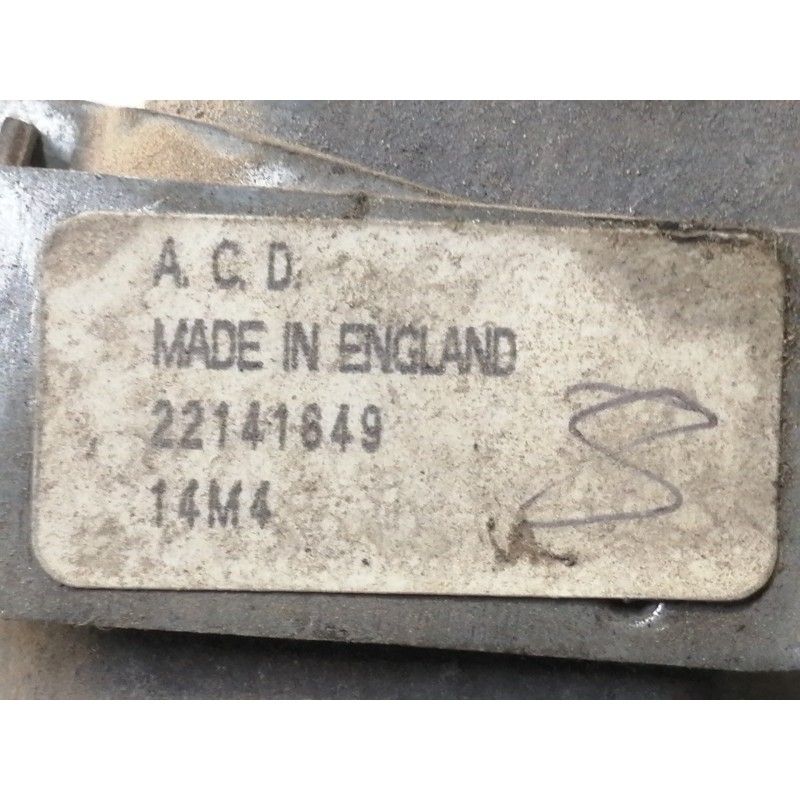 A. C. D.
MADE IN ENGLAND
22141649
14M4